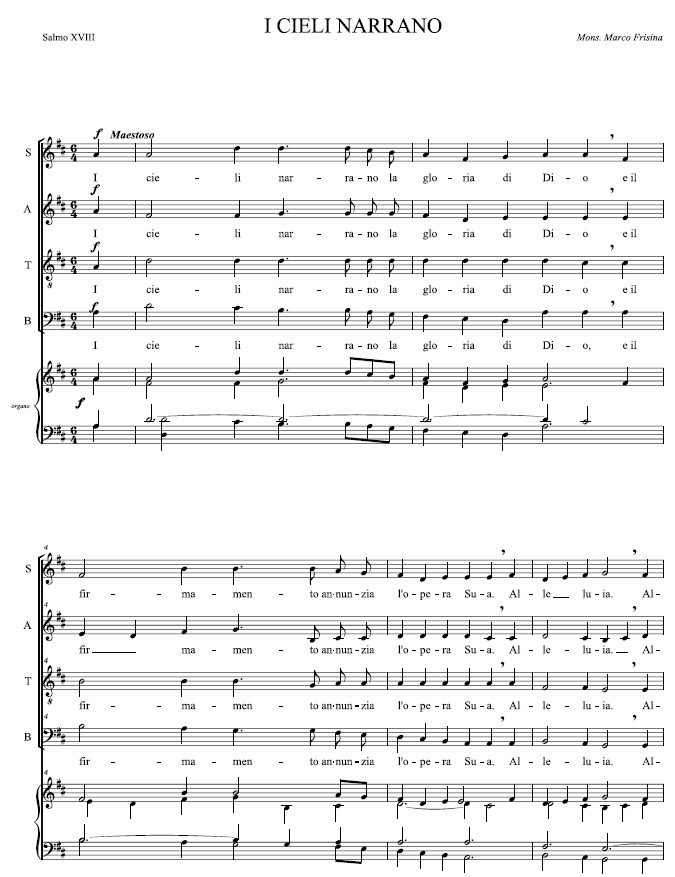 I CIELI NARRANO
Salmo XVIII
Mons. Marco Frisina
f Maestoso
S
I cie - li nar - ra - no la glo - ria di Di - o e il
f
A
I cie - li nar - ra - no la glo - ria di Di - o e il
f
T
8
I cie - li nar - ra - no la glo - ria di Di - o e il
f
B
I cie - li nar - ra - no la glo - ria di Di - o, e il
organo
f
4
S
fir - ma - men - to an-nun-zia l'o-pe-ra Su-a. Al-le - lu-ia. Al-
4
A
fir ma - men - to an-nun-zia l'o-pe-ra Su-a. Al-le-lu-ia. Al-
4
T
8
fir - ma - men - to an-nun-zia l'o-pe-ra Su-a. Al-le-lu-ia. Al-
4
B
fir - ma - men - to an-nun-zia l'o-pe-ra Su-a. Al-le-lu-ia. Al-
4